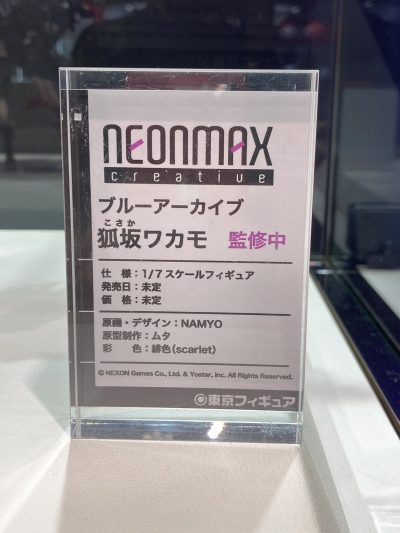 NEONMAX
creative
ブルーアーカイブ
こさか
狐坂ワカモ 監修中
仕 様：1/7スケールフィギュア
発売日：未定
価 格：未定
原画・デザイン：NAMYO
原型制作：ムタ
彩 色：緋色(scarlet)
© NEXON Games Co., Ltd. & Yostar, Inc. All Rights Reserved.
東京フィギュア